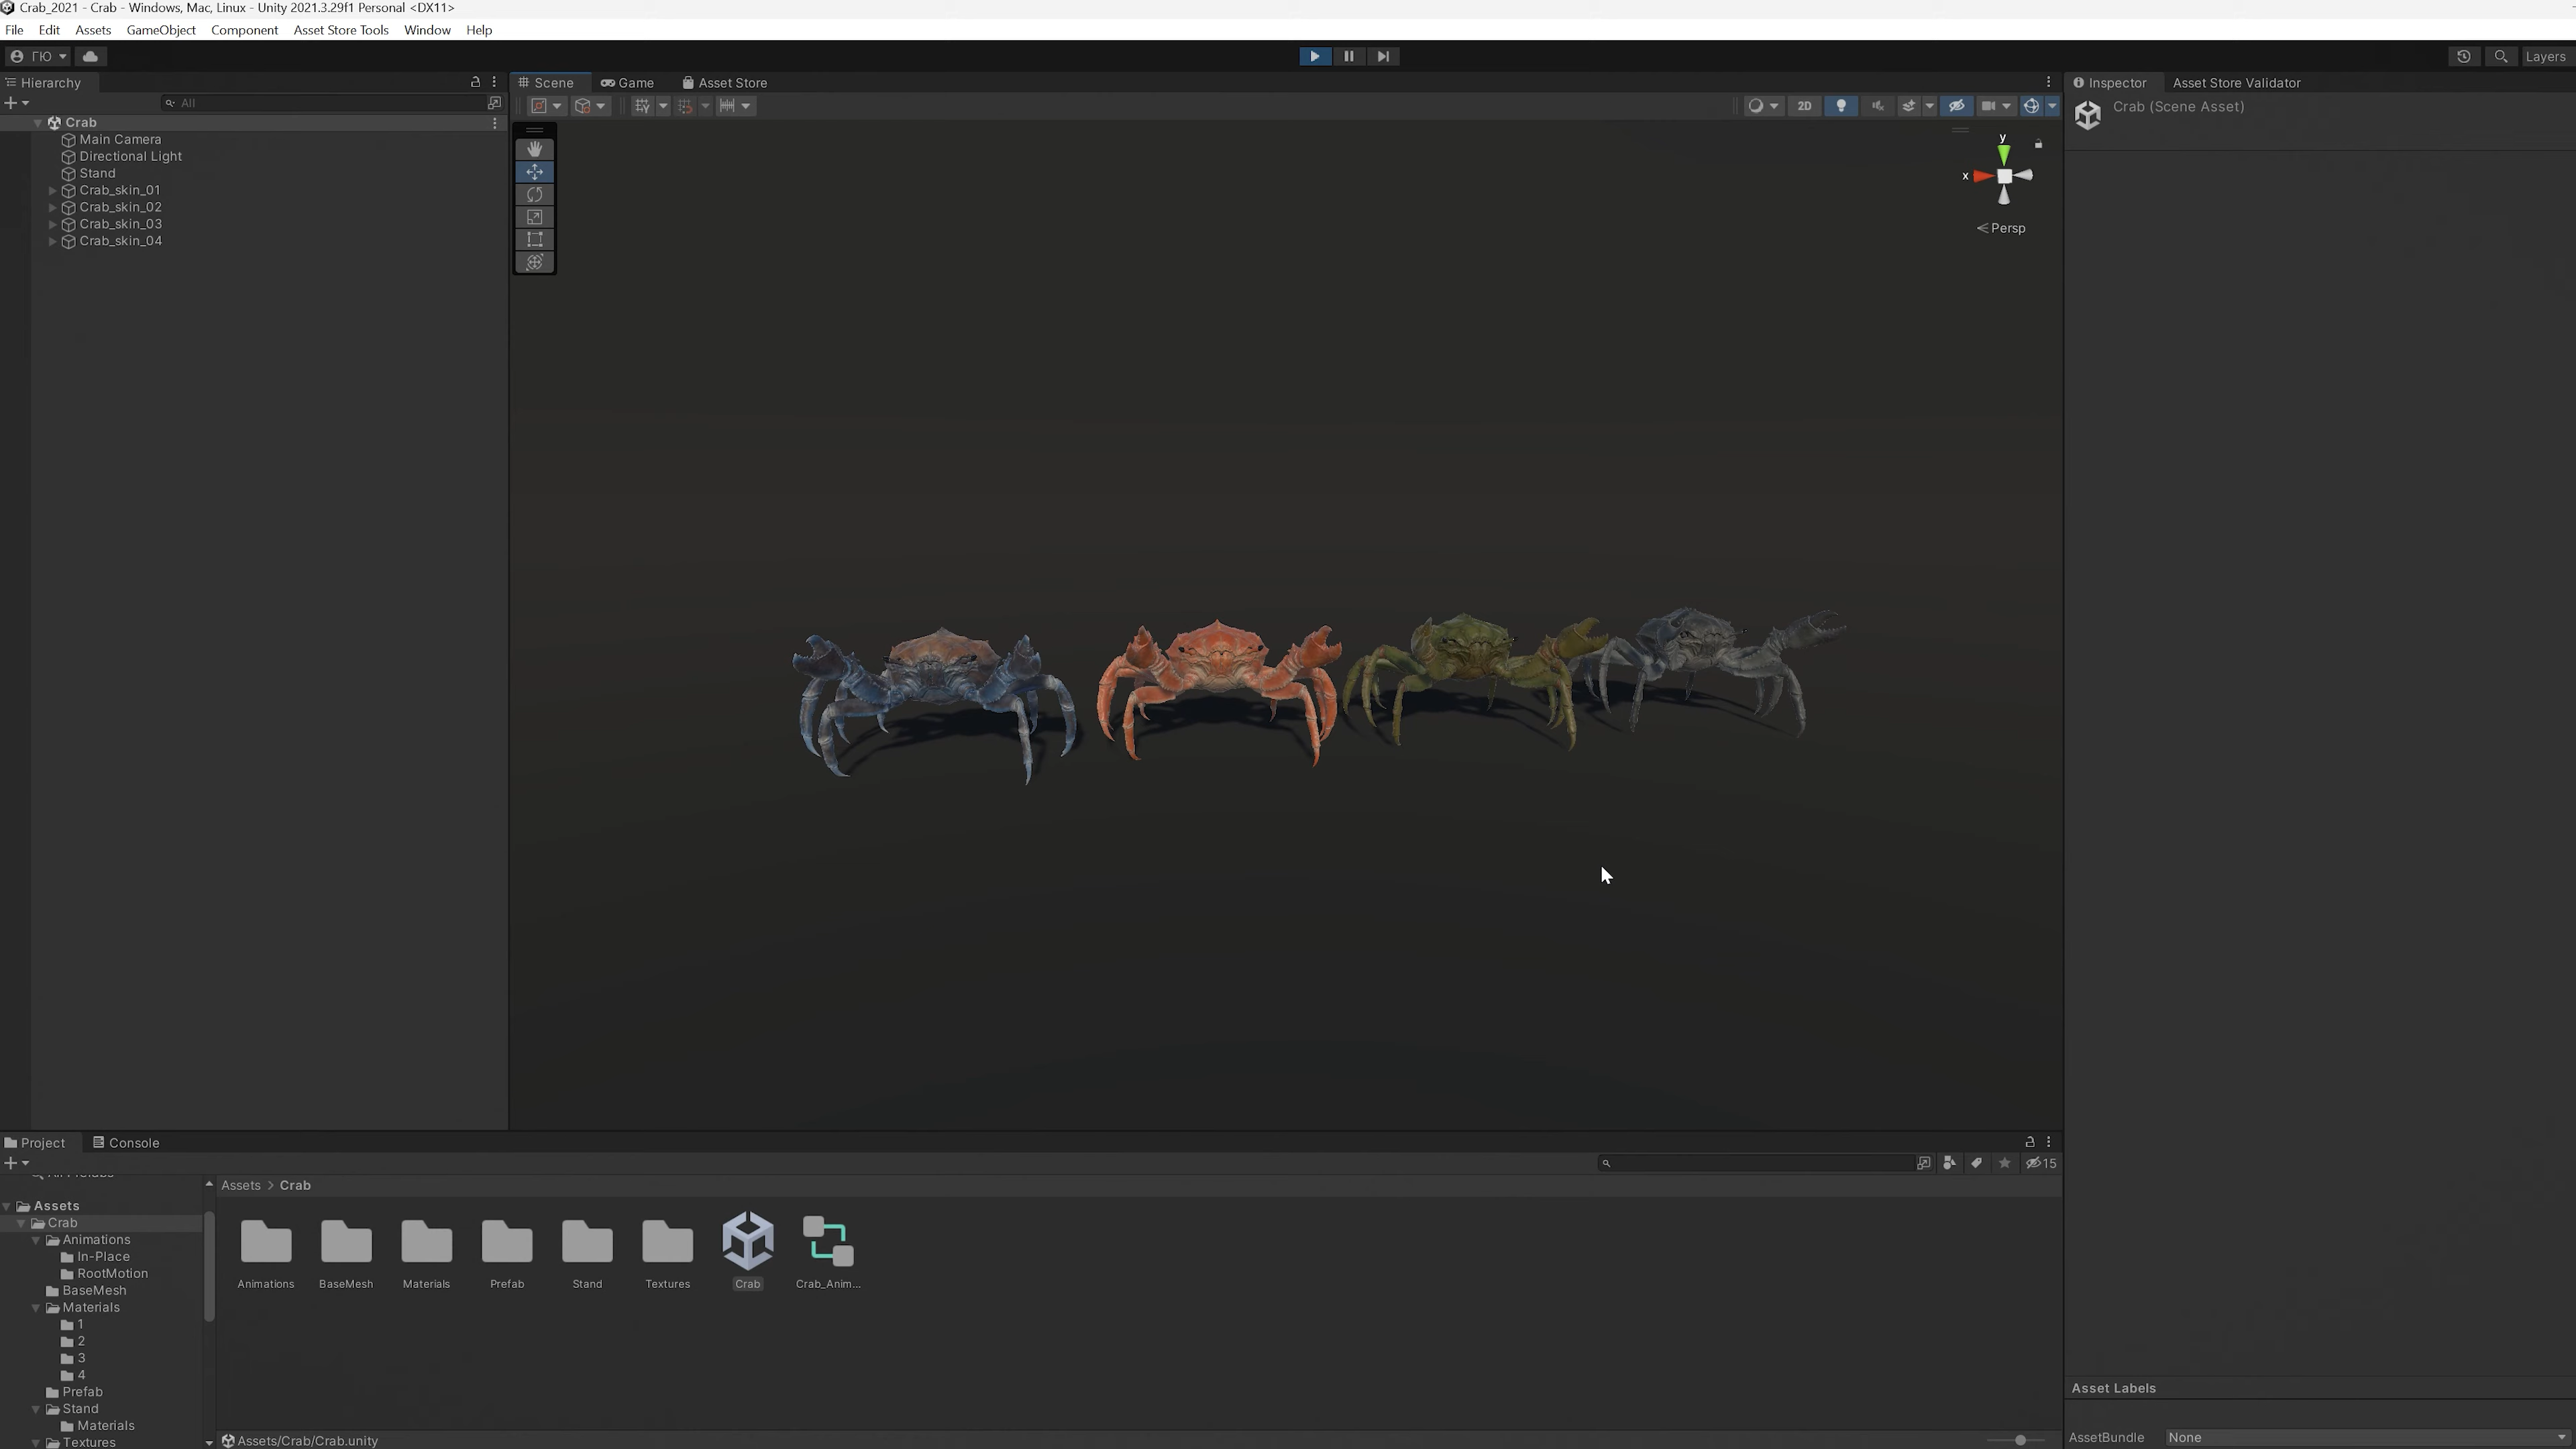 Crab_2021 - Crab - Windows, Mac, Linux - Unity 2021.3.29f1 Personal <DX11>
File Edit Assets GameObject Component Asset Store Tools Window Help
ГЮ
Layers
Hierarchy
Scene Game Asset Store
Inspector Asset Store Validator
All
2D
Crab (Scene Asset)
Crab
Main Camera
Directional Light
Stand
Crab_skin_01
Crab_skin_02
Crab_skin_03
Crab_skin_04
y
x
Persp
Project Console
15
All Prefabs
Assets > Crab
Assets
Crab
Animations
In-Place
RootMotion
BaseMesh
Materials
1
2
3
4
Prefab
Stand
Materials
Textures
Animations BaseMesh Materials Prefab Stand Textures Crab Crab_Anim...
Assets/Crab/Crab.unity
Asset Labels
AssetBundle None